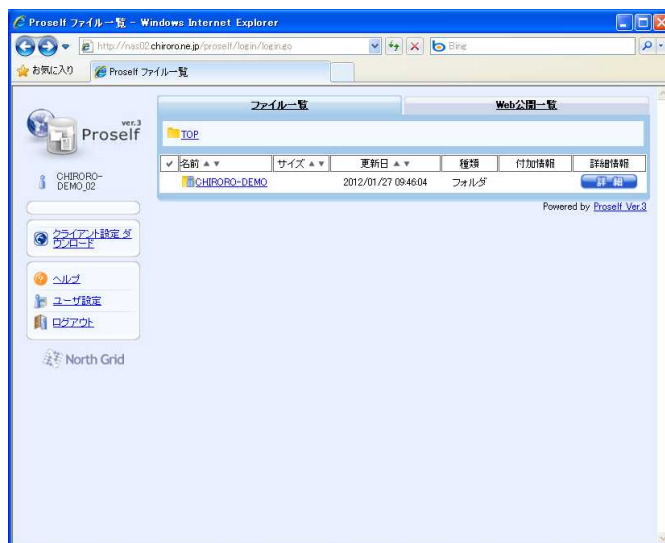 Proself ファイル一覧 - Windows Internet Explorer
http://nas02.chiroro.ne.jp/proself/login/login.go
Bing
お気に入り
Proself ファイル一覧
ファイル一覧
Web公開一覧
ver.3
Proself
TOP
名前 ▲ ▼ サイズ ▲ ▼ 更新日 ▲ ▼ 種類 付加情報 詳細情報
CHIRORO-DEMO 2012/01/27 09:46:04 フォルダ 詳 細
CHIRORO-
DEMO_02
Powered by Proself Ver.3
クライアント設定 ダ
ウンロード
ヘルプ
ユーザ設定
ログアウト
North Grid